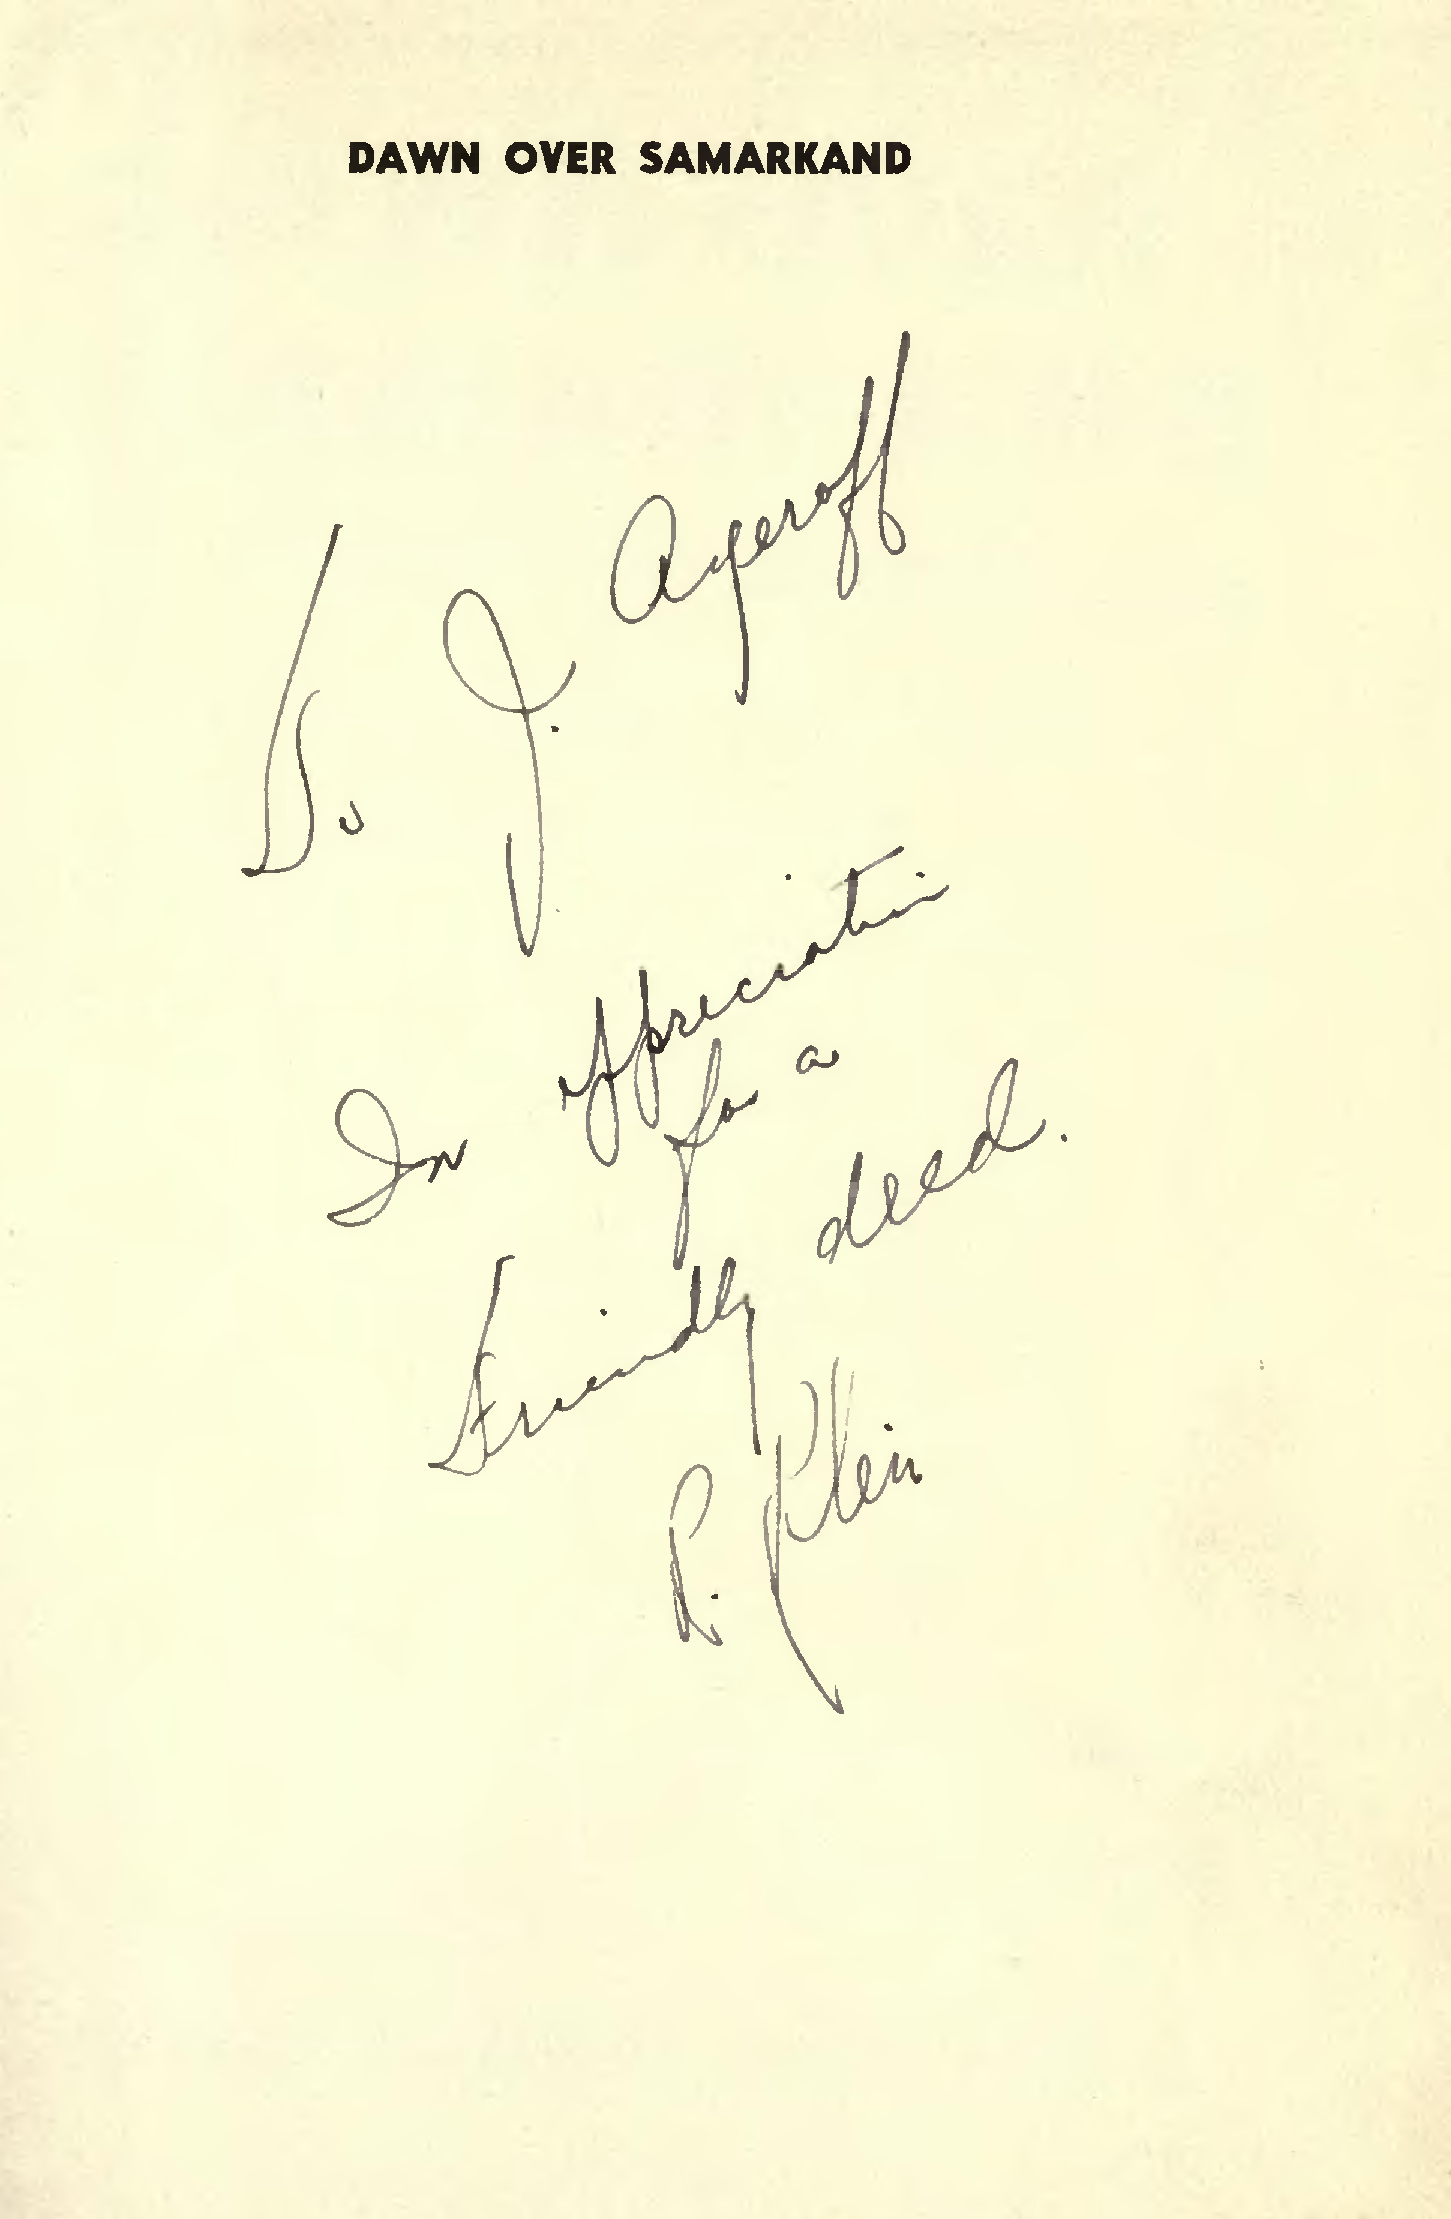 DAWN OVER SAMARKAND
To J. Ageroff
In appreciation
for a
Friendly deed.
R. Klein